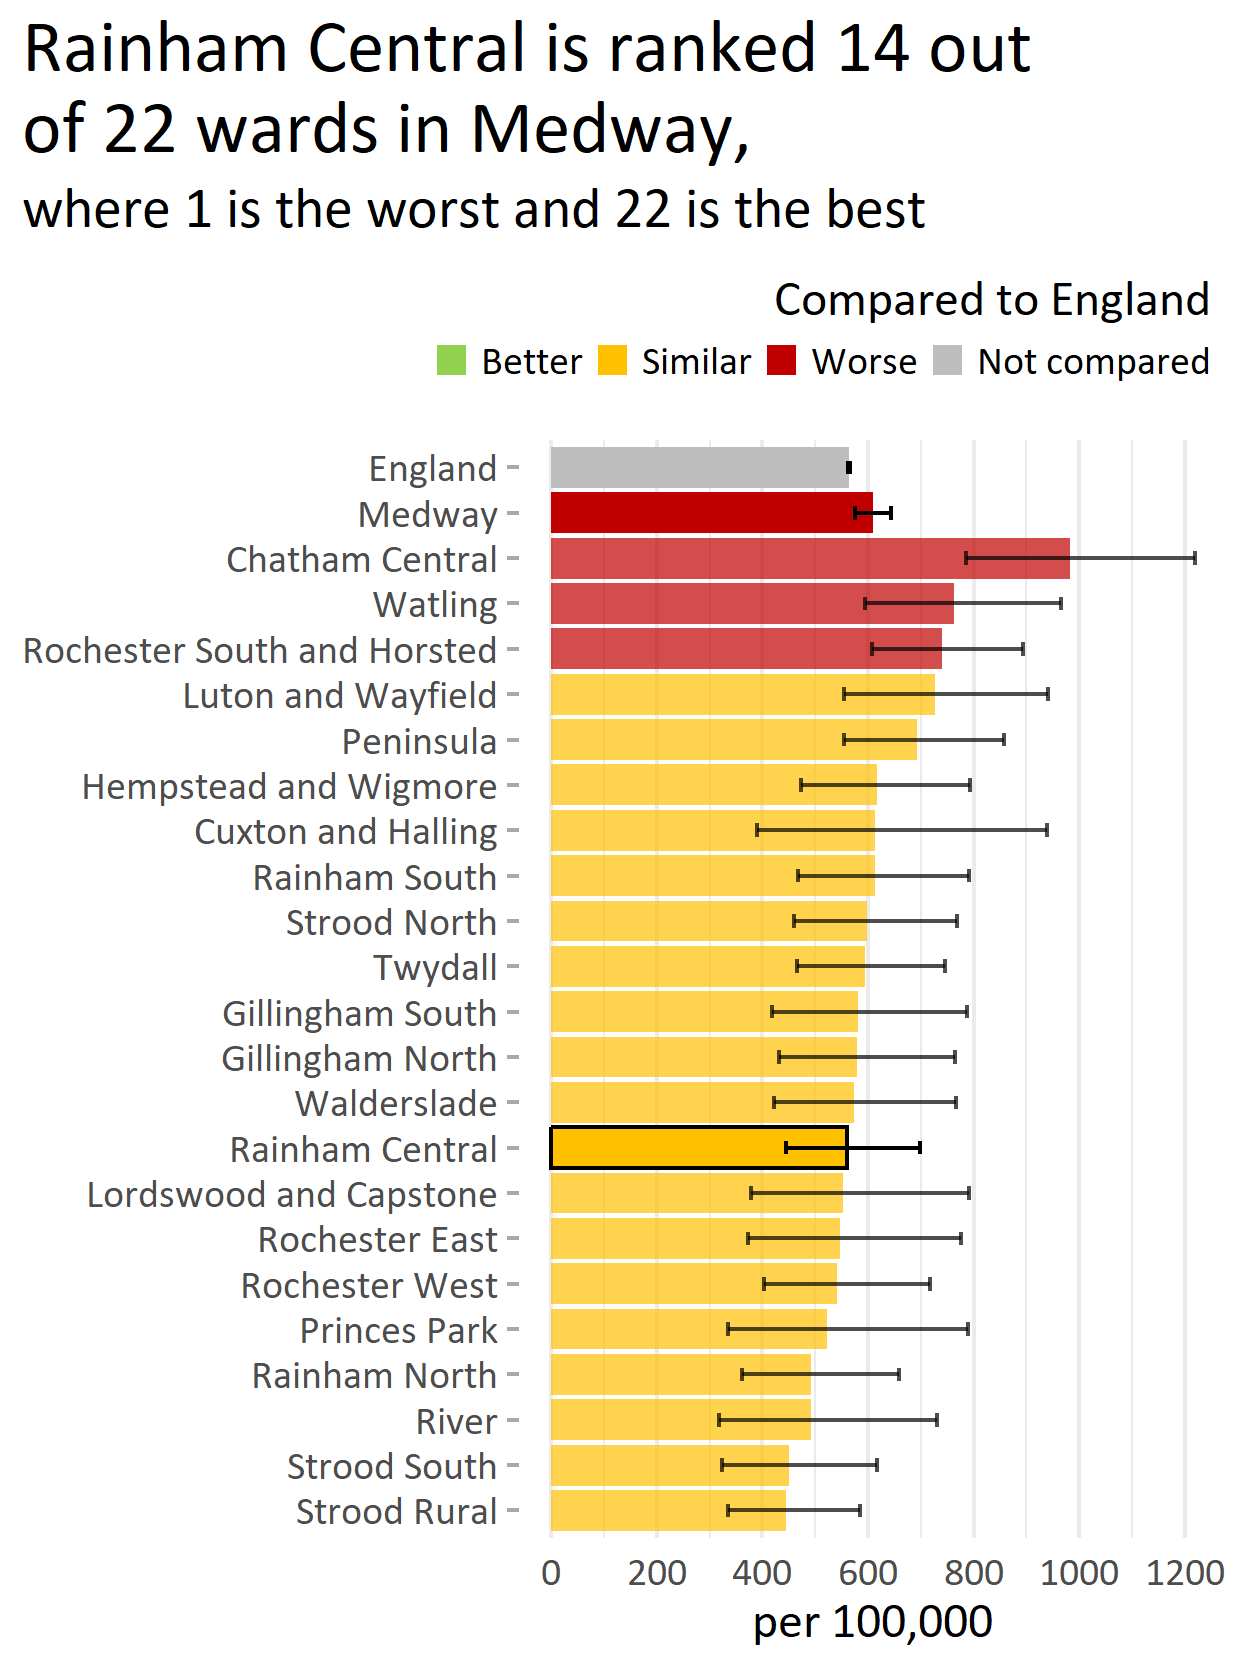 Rainham Central is ranked 14 out
of 22 wards in Medway,
where 1 is the worst and 22 is the best
Compared to England
Better Similar Worse Not compared
England
Medway
Chatham Central
Watling
Rochester South and Horsted
Luton and Wayfield
Peninsula
Hempstead and Wigmore
Cuxton and Halling
Rainham South
Strood North
Twydall
Gillingham South
Gillingham North
Walderslade
Rainham Central
Lordswood and Capstone
Rochester East
Rochester West
Princes Park
Rainham North
River
Strood South
Strood Rural
0 200 400 600 800 1000 1200
per 100,000